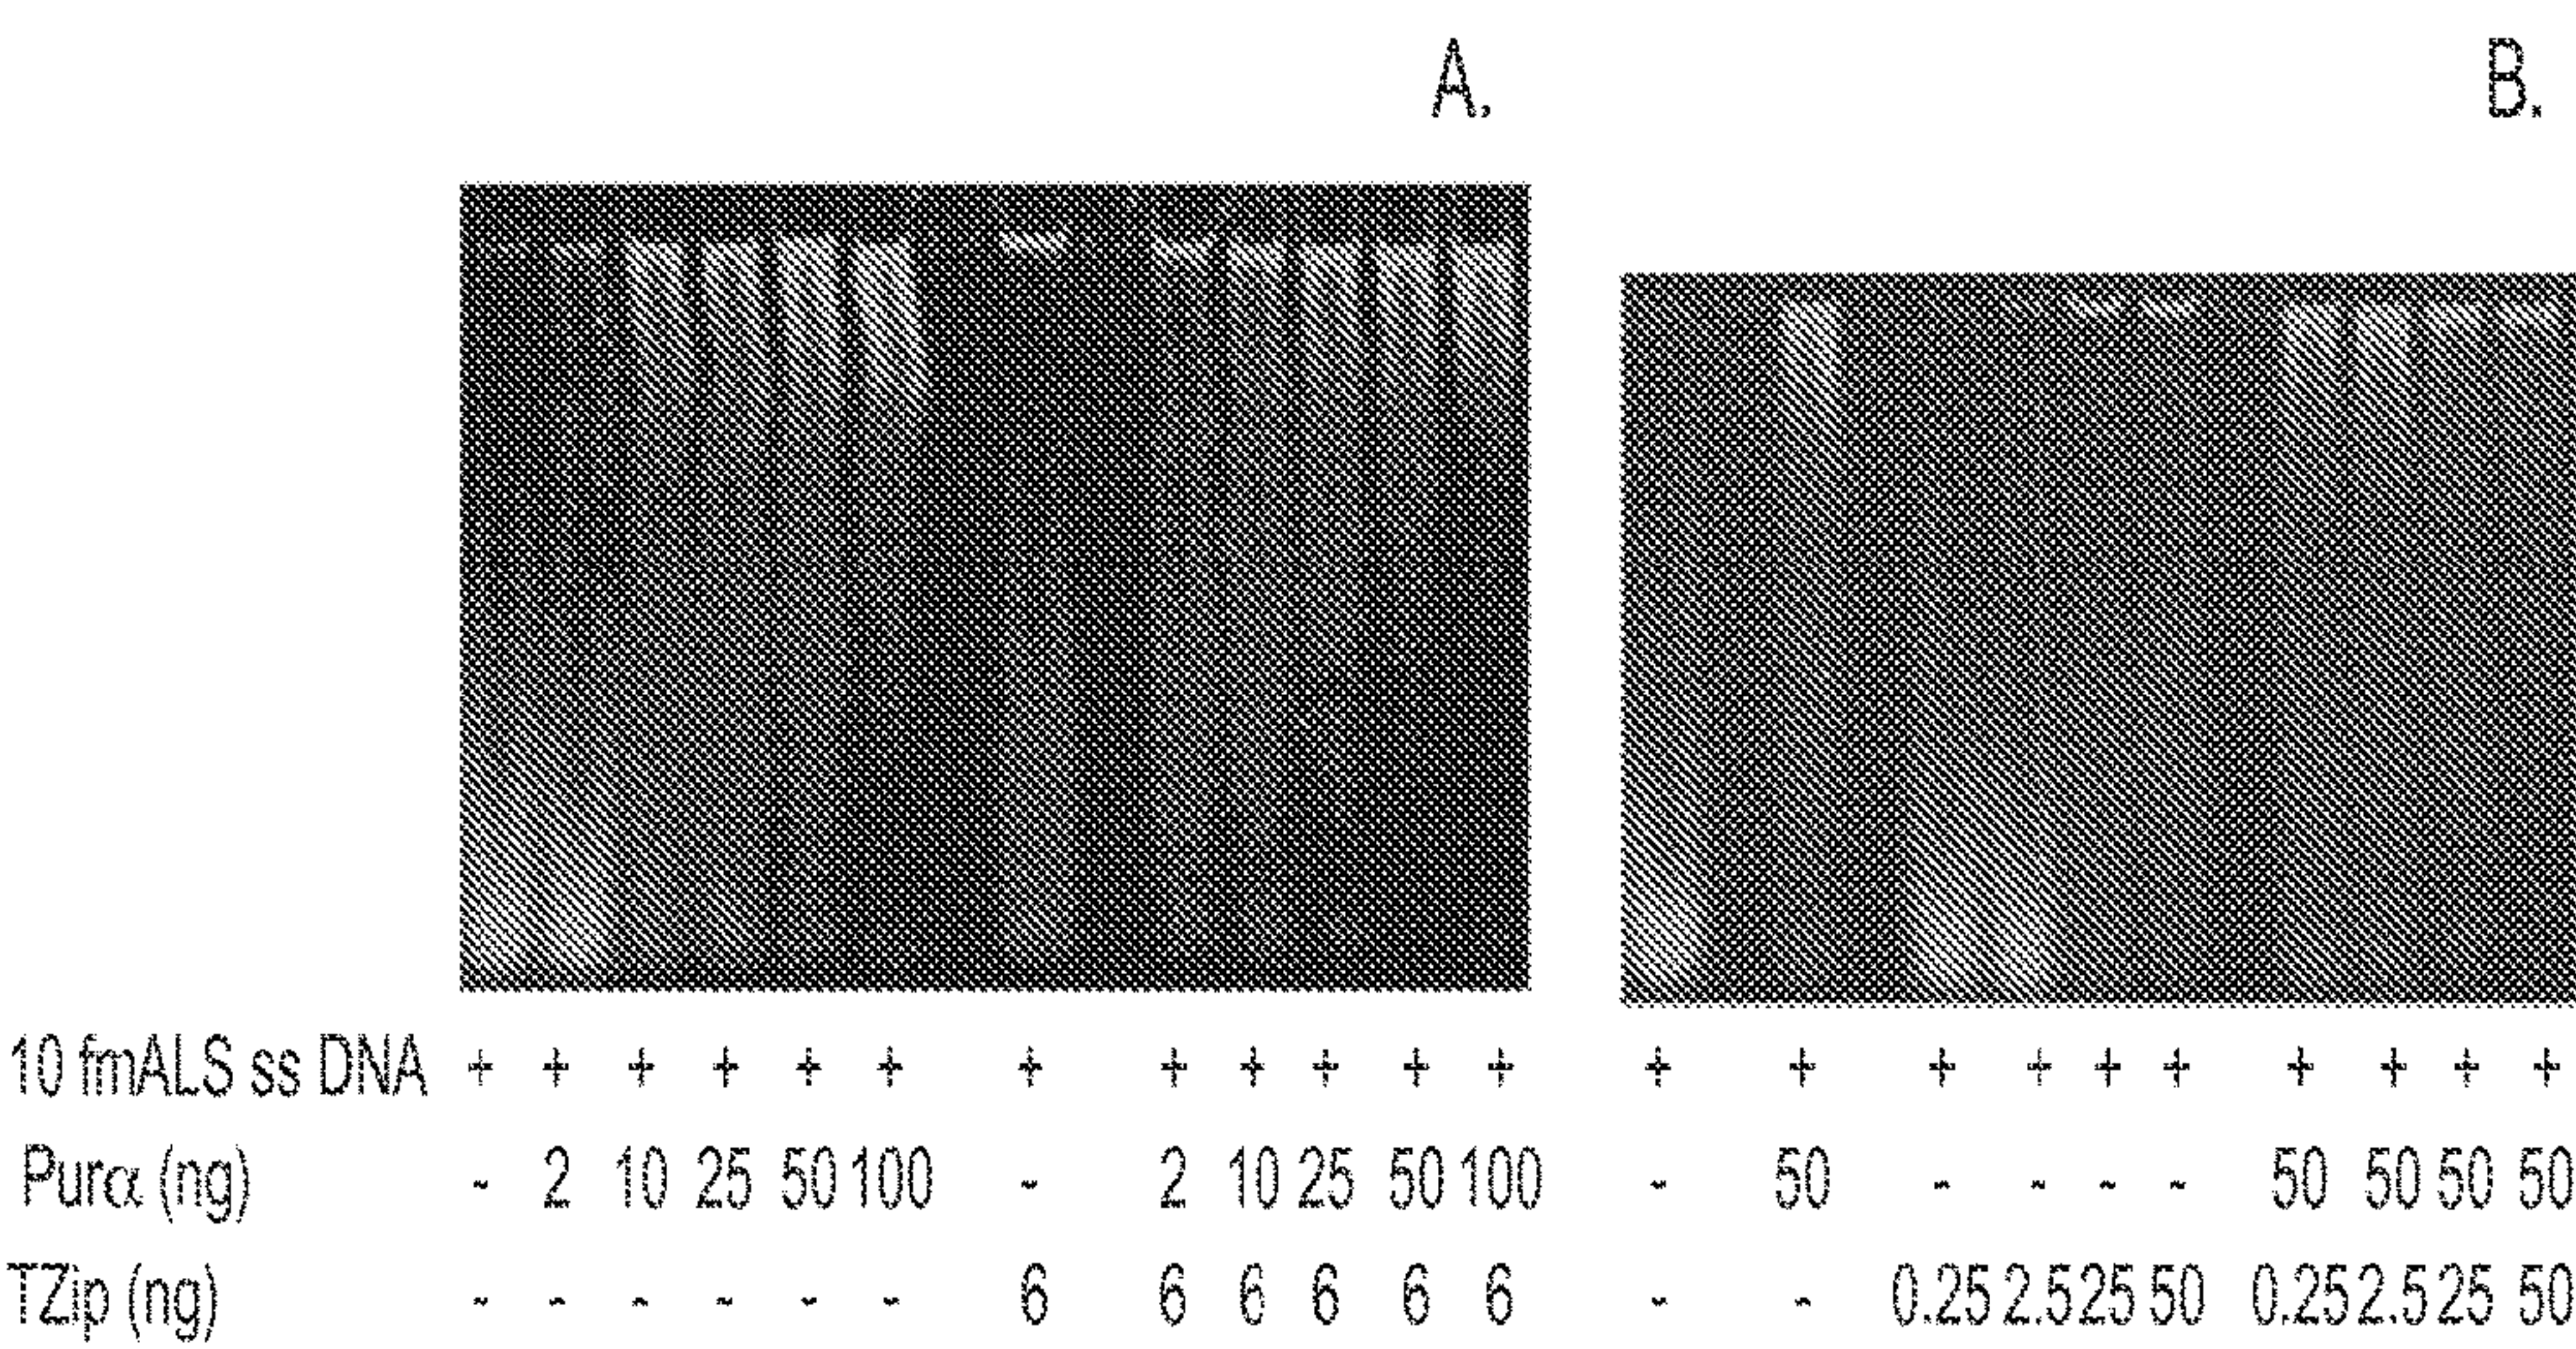 A. B.
10 fmALS ss DNA + + + + + + + + + + + + + + + + + + + + + +
Purα (ng) - 2 10 25 50 100 - 2 10 25 50 100 - 50 - - - - 50 50 50 50
TZip (ng) - - - - - - 6 6 6 6 6 6 - - 0.25 2.5 25 50 0.25 2.5 25 50